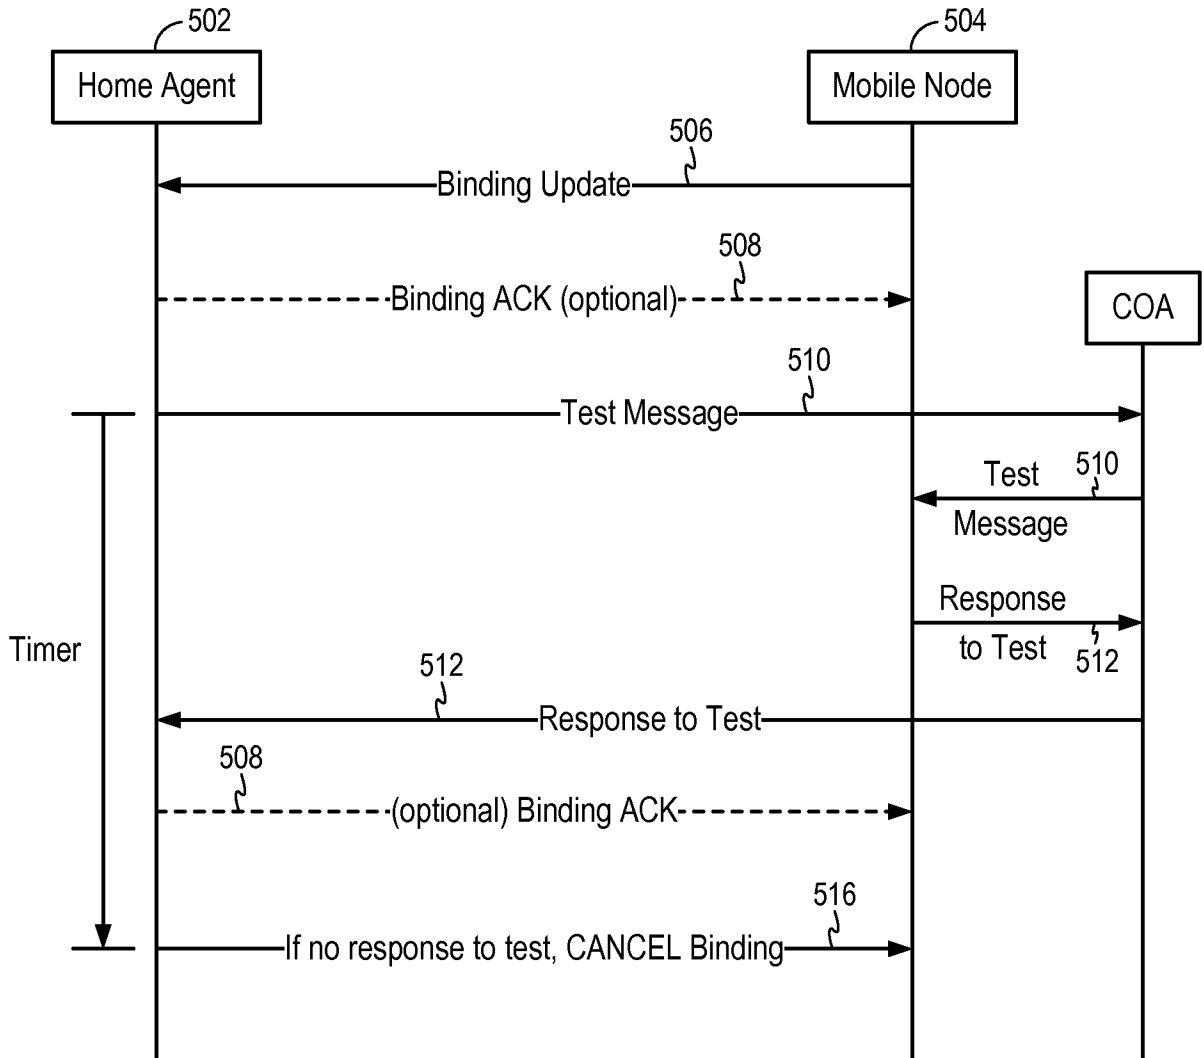 502
504
Home Agent
Mobile Node
506
Binding Update
508
Binding ACK (optional)
COA
510
Test Message
510
Test
Message
Response
to Test
512
Timer
512
Response to Test
508
(optional) Binding ACK
516
If no response to test, CANCEL Binding